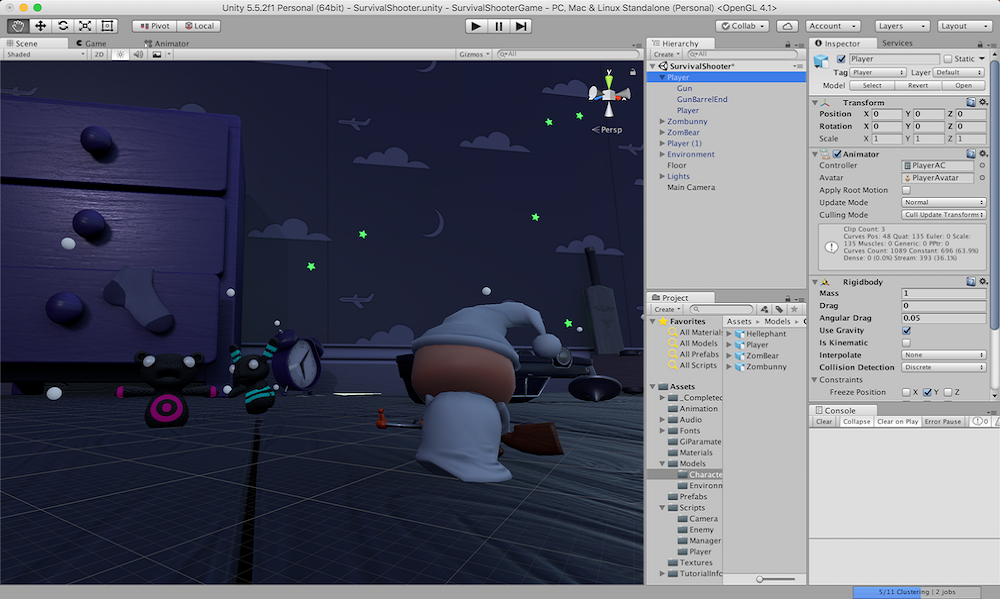 Unity 5.5.2f1 Personal (64bit) - SurvivalShooter.unity - SurvivalShooterGame - PC, Mac & Linux Standalone (Personal) <OpenGL 4.1>
Pivot Local
Collab Account Layers Layout
Scene Game Animator
Shaded 2D Gizmos All
y
Persp
Hierarchy
Create All
SurvivalShooter*
Player
Gun
GunBarrelEnd
Player
Zombunny
ZomBear
Player (1)
Environment
Floor
Lights
Main Camera
Project
Create
Favorites
All Materials
All Models
All Prefabs
All Scripts
Assets
_Completed
Animation
Audio
Fonts
GiParamate
Materials
Models
Characte
Environn
Prefabs
Scripts
Camera
Enemy
Manager
Player
Textures
TutorialInfo
Assets Models
Hellephant
Player
ZomBear
Zombunny
Inspector Services
Player Static
Tag Player Layer Default
Model Select Revert Open
Transform
Position X 0 Y 0 Z 0
Rotation X 0 Y 0 Z 0
Scale X 1 Y 1 Z 1
Animator
Controller PlayerAC
Avatar PlayerAvatar
Apply Root Motion
Update Mode Normal
Culling Mode Cull Update Transforms
Clip Count: 3
Curves Pos: 48 Quat: 135 Euler: 0 Scale:
135 Muscles: 0 Generic: 0 PPtr: 0
Curves Count: 1089 Constant: 696 (63.9%)
Dense: 0 (0.0%) Stream: 393 (36.1%)
Rigidbody
Mass 1
Drag 0
Angular Drag 0.05
Use Gravity
Is Kinematic
Interpolate None
Collision Detection Discrete
Constraints
Freeze Position X Y Z
Console
Clear Collapse Clear on Play Error Pause 0
5/11 Clustering | 2 jobs